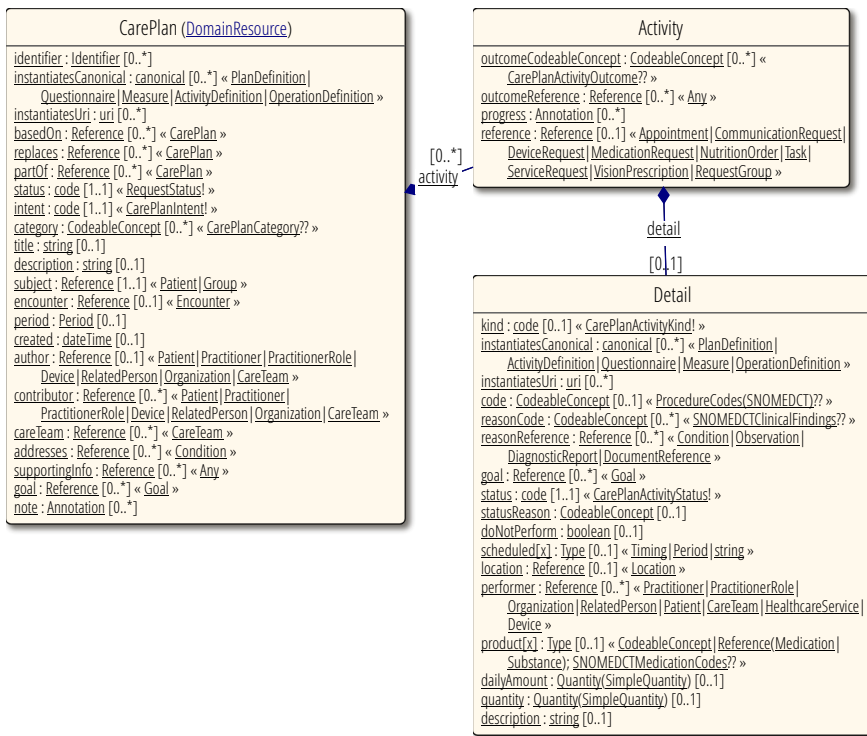 CarePlan (DomainResource)
identifier : Identifier [0..*]
instantiatesCanonical : canonical [0..*] « PlanDefinition|
Questionnaire|Measure|ActivityDefinition|OperationDefinition »
instantiatesUri : uri [0..*]
basedOn : Reference [0..*] « CarePlan »
replaces : Reference [0..*] « CarePlan »
partOf : Reference [0..*] « CarePlan »
status : code [1..1] « RequestStatus! »
intent : code [1..1] « CarePlanIntent! »
category : CodeableConcept [0..*] « CarePlanCategory?? »
title : string [0..1]
description : string [0..1]
subject : Reference [1..1] « Patient|Group »
encounter : Reference [0..1] « Encounter »
period : Period [0..1]
created : dateTime [0..1]
author : Reference [0..1] « Patient|Practitioner|PractitionerRole|
Device|RelatedPerson|Organization|CareTeam »
contributor : Reference [0..*] « Patient|Practitioner|
PractitionerRole|Device|RelatedPerson|Organization|CareTeam »
careTeam : Reference [0..*] « CareTeam »
addresses : Reference [0..*] « Condition »
supportingInfo : Reference [0..*] « Any »
goal : Reference [0..*] « Goal »
note : Annotation [0..*]
[0..*]
activity
Activity
outcomeCodeableConcept : CodeableConcept [0..*] «
CarePlanActivityOutcome?? »
outcomeReference : Reference [0..*] « Any »
progress : Annotation [0..*]
reference : Reference [0..1] « Appointment|CommunicationRequest|
DeviceRequest|MedicationRequest|NutritionOrder|Task|
ServiceRequest|VisionPrescription|RequestGroup »
detail
[0..1]
Detail
kind : code [0..1] « CarePlanActivityKind! »
instantiatesCanonical : canonical [0..*] « PlanDefinition|
ActivityDefinition|Questionnaire|Measure|OperationDefinition »
instantiatesUri : uri [0..*]
code : CodeableConcept [0..1] « ProcedureCodes(SNOMEDCT)?? »
reasonCode : CodeableConcept [0..*] « SNOMEDCTClinicalFindings?? »
reasonReference : Reference [0..*] « Condition|Observation|
DiagnosticReport|DocumentReference »
goal : Reference [0..*] « Goal »
status : code [1..1] « CarePlanActivityStatus! »
statusReason : CodeableConcept [0..1]
doNotPerform : boolean [0..1]
scheduled[x] : Type [0..1] « Timing|Period|string »
location : Reference [0..1] « Location »
performer : Reference [0..*] « Practitioner|PractitionerRole|
Organization|RelatedPerson|Patient|CareTeam|HealthcareService|
Device »
product[x] : Type [0..1] « CodeableConcept|Reference(Medication|
Substance); SNOMEDCTMedicationCodes?? »
dailyAmount : Quantity(SimpleQuantity) [0..1]
quantity : Quantity(SimpleQuantity) [0..1]
description : string [0..1]